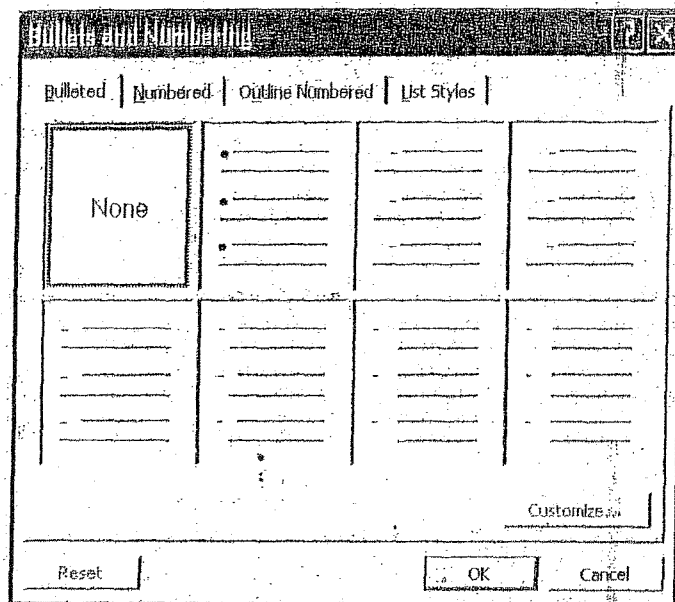 Bullets and Numbering ? X
Bulleted Numbered Outline Numbered List Styles
None
Customize...
Reset OK Cancel